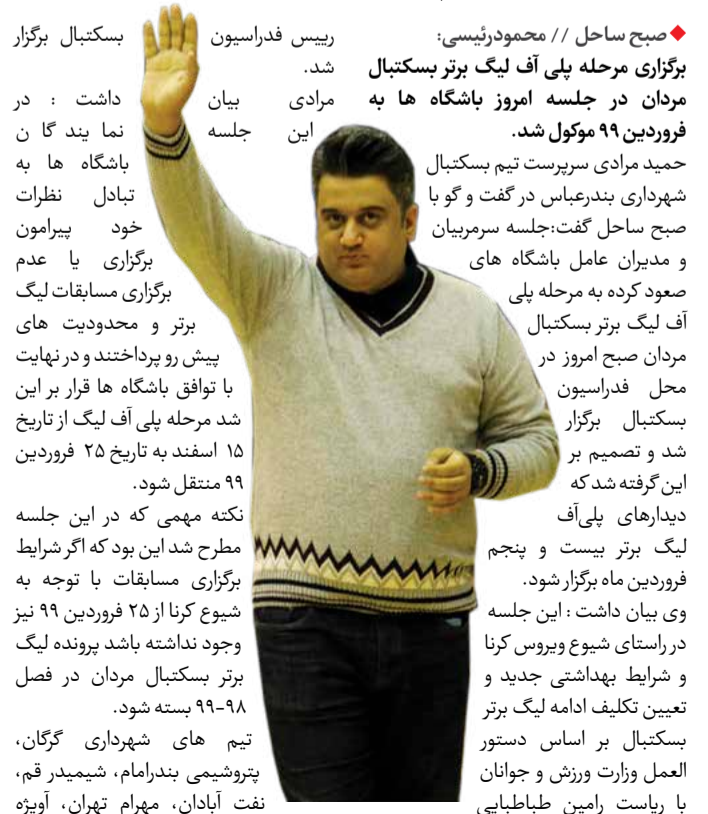 ◆صبح ساحل // محمودرئیسی:
برگزاری مرحله پلی آف لیگ برتر بسکتبال
مردان در جلسه امروز باشگاه ها به
فروردین ۹۹ موکول شد.
حمید مرادی سرپرست تیم بسکتبال
شهرداری بندرعباس در گفت و گو با
صبح ساحل گفت:جلسه سرمربیان
و مدیران عامل باشگاه های
صعود کرده به مرحله پلی
آف لیگ برتر بسکتبال
مردان صبح امروز در
محل فدراسیون
بسکتبال برگزار
شد و تصمیم بر
این گرفته شد که
دیدارهای پلی‌آف
لیگ برتر بیست و پنجم
فروردین ماه برگزار شود.
وی بیان داشت : این جلسه
در راستای شیوع ویروس کرنا
و شرایط بهداشتی جدید و
تعیین تکلیف ادامه لیگ برتر
بسکتبال بر اساس دستور
العمل وزارت ورزش و جوانان
با ریاست رامین طباطبایی
رییس فدراسیون بسکتبال برگزار
شد.
مرادی بیان داشت : در
این جلسه نما یند گا ن
باشگاه ها به
تبادل نظرات
خود پیرامون
برگزاری یا عدم
برگزاری مسابقات لیگ
برتر و محدودیت های
پیش رو پرداختند و در نهایت
با توافق باشگاه ها قرار بر این
شد مرحله پلی آف لیگ از تاریخ
۱۵ اسفند به تاریخ ۲۵ فروردین
۹۹ منتقل شود.
نکته مهمی که در این جلسه
مطرح شد این بود که اگر شرایط
برگزاری مسابقات با توجه به
شیوع کرنا از ۲۵ فروردین ۹۹ نیز
وجود نداشته باشد پرونده لیگ
برتر بسکتبال مردان در فصل
۹۸-۹۹ بسته شود.
تیم های شهرداری گرگان،
پتروشیمی بندرامام، شیمیدر قم،
نفت آبادان، مهرام تهران، آویژه